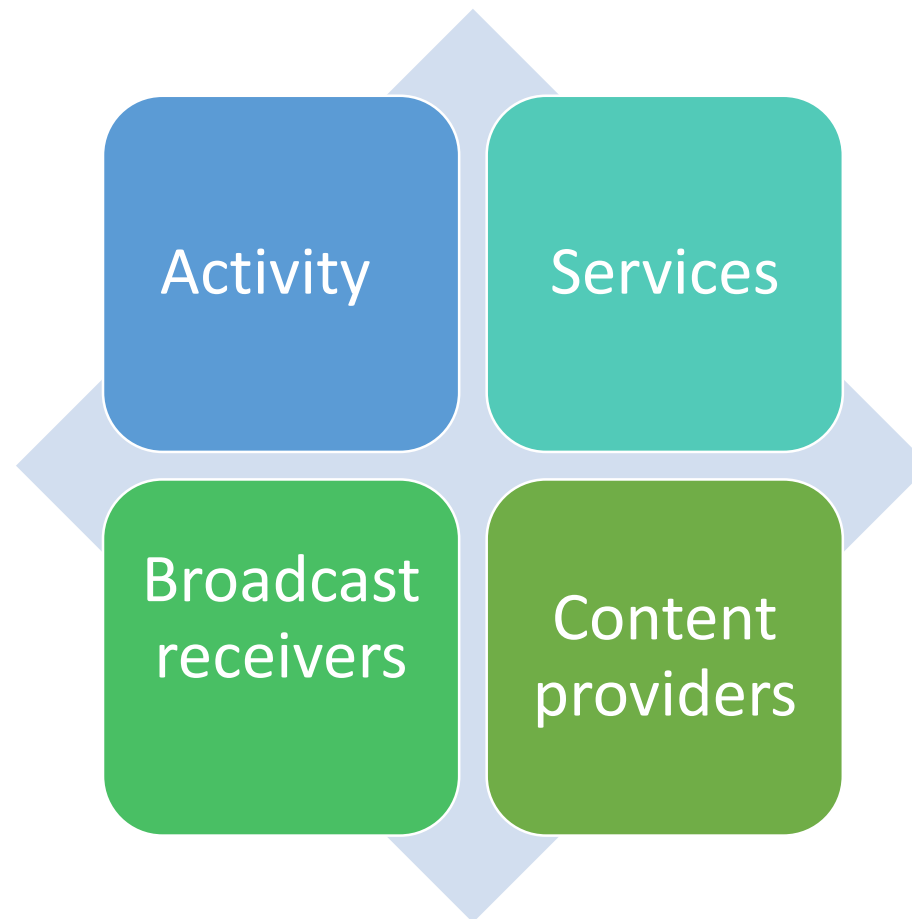 Activity
Services
Broadcast
receivers
Content
providers